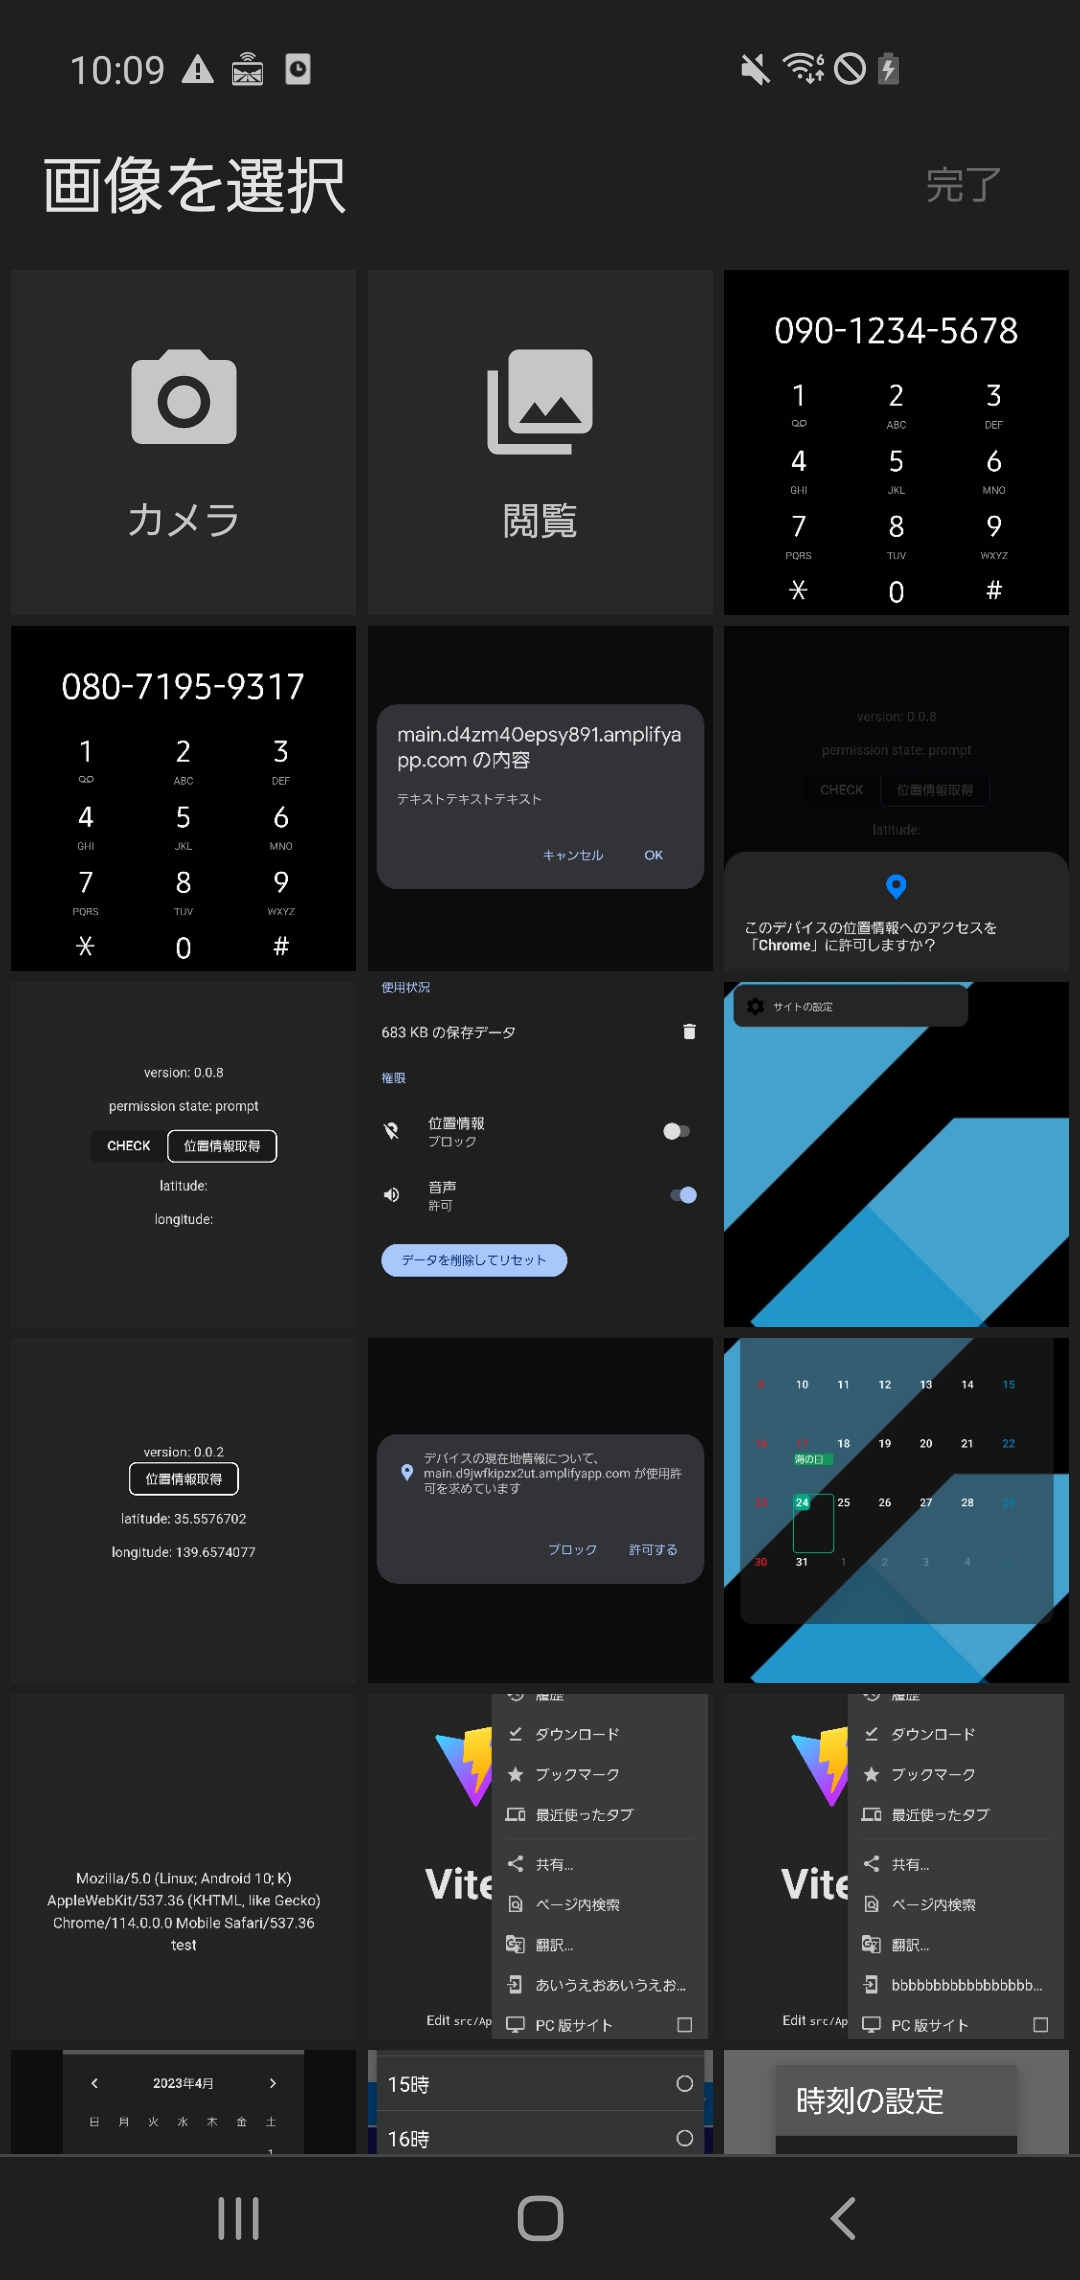 10:09
画像を選択
完了
カメラ
閲覧
090-1234-5678
1 2 3
ABC DEF
4 5 6
GHI JKL MNO
7 8 9
PQRS TUV WXYZ
* 0 #
080-7195-9317
1 2 3
ABC DEF
4 5 6
GHI JKL MNO
7 8 9
PQRS TUV WXYZ
* 0 #
main.d4zm40epsy891.amplifya
pp.com の内容
テキストテキストテキスト
キャンセル OK
version: 0.0.8
permission state: prompt
CHECK 位置情報取得
latitude:
このデバイスの位置情報へのアクセスを
「Chrome」に許可しますか？
version: 0.0.8
permission state: prompt
CHECK 位置情報取得
latitude:
longitude:
使用状況
683 KB の保存データ
権限
位置情報
ブロック
音声
許可
データを削除してリセット
サイトの設定
version: 0.0.2
位置情報取得
latitude: 35.5576702
longitude: 139.6574077
デバイスの現在地情報について、
main.d9jwfkipzx2ut.amplifyapp.com が使用許
可を求めています
ブロック 許可する
9 10 11 12 13 14 15
16 17 18 19 20 21 22
海の日
23 24 25 26 27 28 29
30 31 1 2 3 4
Mozilla/5.0 (Linux; Android 10; K)
AppleWebKit/537.36 (KHTML, like Gecko)
Chrome/114.0.0.0 Mobile Safari/537.36
test
履歴
ダウンロード
ブックマーク
最近使ったタブ
共有...
Vite
ページ内検索
翻訳...
あいうえおあいうえお...
Edit src/Ap
PC 版サイト
履歴
ダウンロード
ブックマーク
最近使ったタブ
共有...
Vite
ページ内検索
翻訳...
bbbbbbbbbbbbbbbbb...
Edit src/Ap
PC 版サイト
2023年4月
日 月 火 水 木 金 土
1
15時
16時
時刻の設定